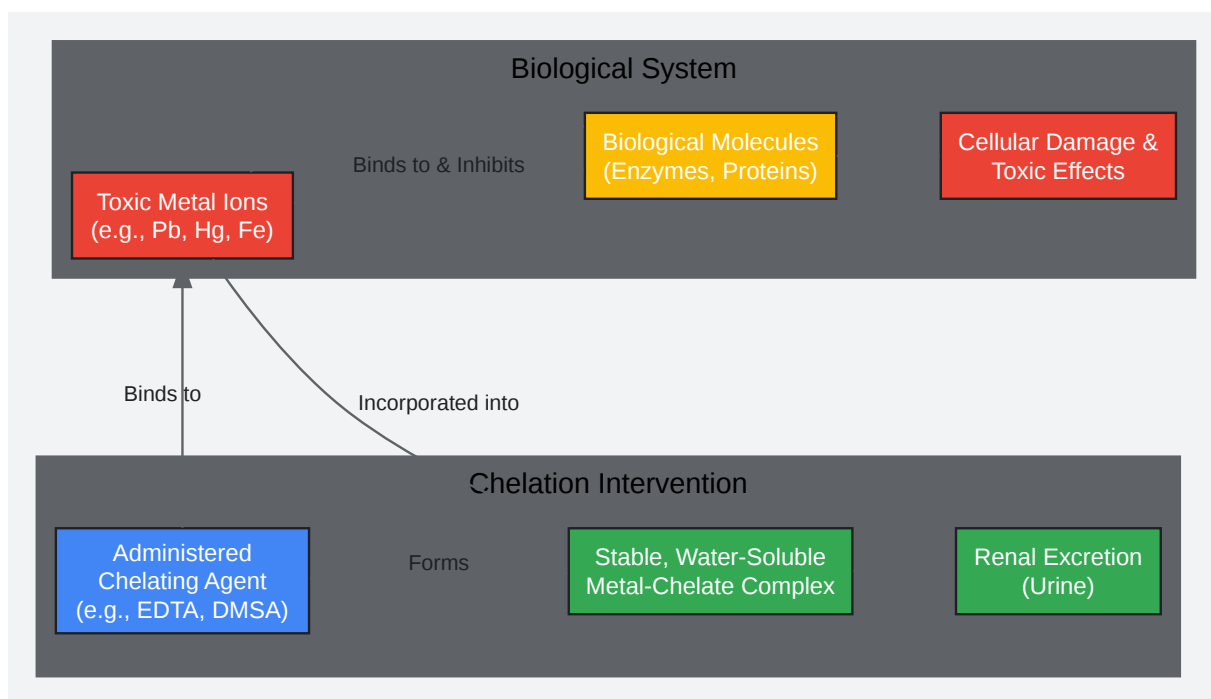 Biological System
Binds to & Inhibits
Biological Molecules
(Enzymes, Proteins)
Cellular Damage &
Toxic Effects
Toxic Metal Ions
(e.g., Pb, Hg, Fe)
Binds to
Incorporated into
Chelation Intervention
Administered
Chelating Agent
(e.g., EDTA, DMSA)
Forms
Stable, Water-Soluble
Metal-Chelate Complex
Renal Excretion
(Urine)